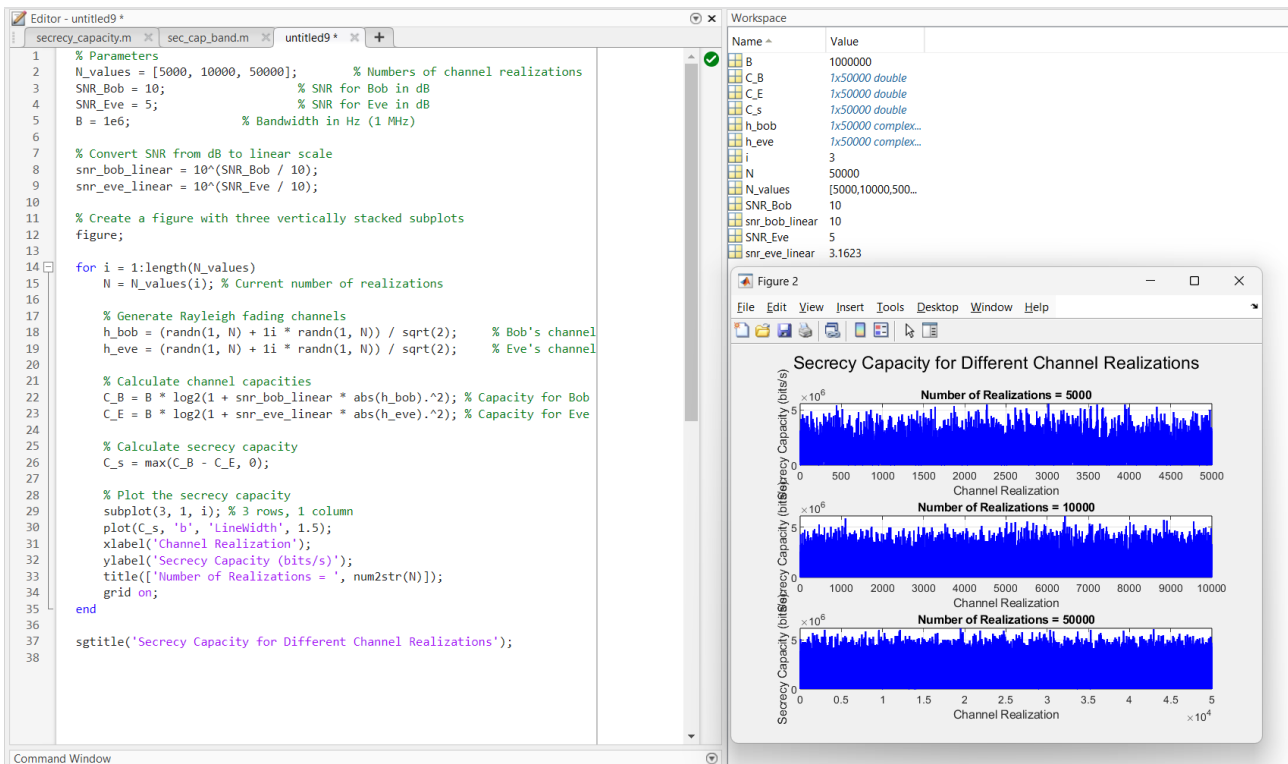 Editor - untitled9 *
secrecy_capacity.m
sec_cap_band.m
untitled9 *
1 % Parameters
2 N_values = [5000, 10000, 50000]; % Numbers of channel realizations
3 SNR_Bob = 10; % SNR for Bob in dB
4 SNR_Eve = 5; % SNR for Eve in dB
5 B = 1e6; % Bandwidth in Hz (1 MHz)
6
7 % Convert SNR from dB to linear scale
8 snr_bob_linear = 10^(SNR_Bob / 10);
9 snr_eve_linear = 10^(SNR_Eve / 10);
10
11 % Create a figure with three vertically stacked subplots
12 figure;
13
14 for i = 1:length(N_values)
15 N = N_values(i); % Current number of realizations
16
17 % Generate Rayleigh fading channels
18 h_bob = (randn(1, N) + 1i * randn(1, N)) / sqrt(2); % Bob's channel
19 h_eve = (randn(1, N) + 1i * randn(1, N)) / sqrt(2); % Eve's channel
20
21 % Calculate channel capacities
22 C_B = B * log2(1 + snr_bob_linear * abs(h_bob).^2); % Capacity for Bob
23 C_E = B * log2(1 + snr_eve_linear * abs(h_eve).^2); % Capacity for Eve
24
25 % Calculate secrecy capacity
26 C_s = max(C_B - C_E, 0);
27
28 % Plot the secrecy capacity
29 subplot(3, 1, i); % 3 rows, 1 column
30 plot(C_s, 'b', 'LineWidth', 1.5);
31 xlabel('Channel Realization');
32 ylabel('Secrecy Capacity (bits/s)');
33 title(['Number of Realizations = ', num2str(N)]);
34 grid on;
35 end
36
37 sgtitle('Secrecy Capacity for Different Channel Realizations');
38
Command Window
Workspace
Name Value
B 1000000
C_B 1x50000 double
C_E 1x50000 double
C_s 1x50000 double
h_bob 1x50000 complex...
h_eve 1x50000 complex...
i 3
N 50000
N_values [5000,10000,500...
SNR_Bob 10
snr_bob_linear 10
SNR_Eve 5
snr_eve_linear 3.1623
Figure 2
File Edit View Insert Tools Desktop Window Help
Secrecy Capacity for Different Channel Realizations
Secrecy Capacity (bits/s)
×10^6
Number of Realizations = 5000
5
0
0 500 1000 1500 2000 2500 3000 3500 4000 4500 5000
Channel Realization
Secrecy Capacity (bits/s)
×10^6
Number of Realizations = 10000
5
0
0 1000 2000 3000 4000 5000 6000 7000 8000 9000 10000
Channel Realization
Secrecy Capacity (bits/s)
×10^6
Number of Realizations = 50000
5
0
0 0.5 1 1.5 2 2.5 3 3.5 4 4.5 5
Channel Realization
×10^4